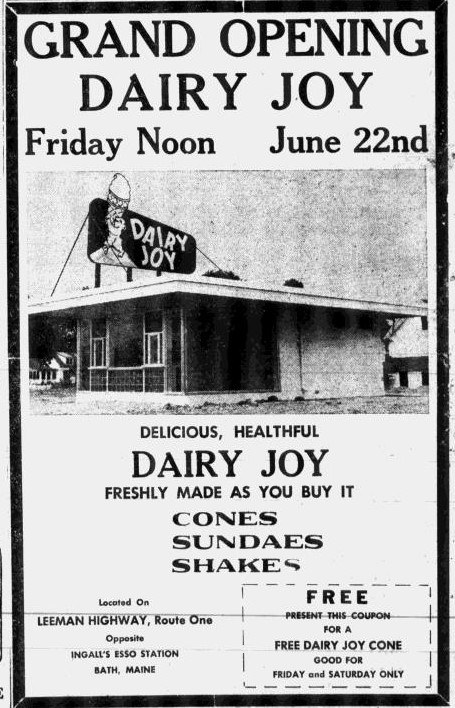 GRAND OPENING
DAIRY JOY
Friday Noon June 22nd
DAIRY
JOY
DELICIOUS, HEALTHFUL
DAIRY JOY
FRESHLY MADE AS YOU BUY IT
CONES
SUNDAES
SHAKES
Located On
LEEMAN HIGHWAY, Route One
Opposite
INGALL'S ESSO STATION
BATH, MAINE
FREE
PRESENT THIS COUPON
FOR A
FREE DAIRY JOY CONE
GOOD FOR
FRIDAY and SATURDAY ONLY